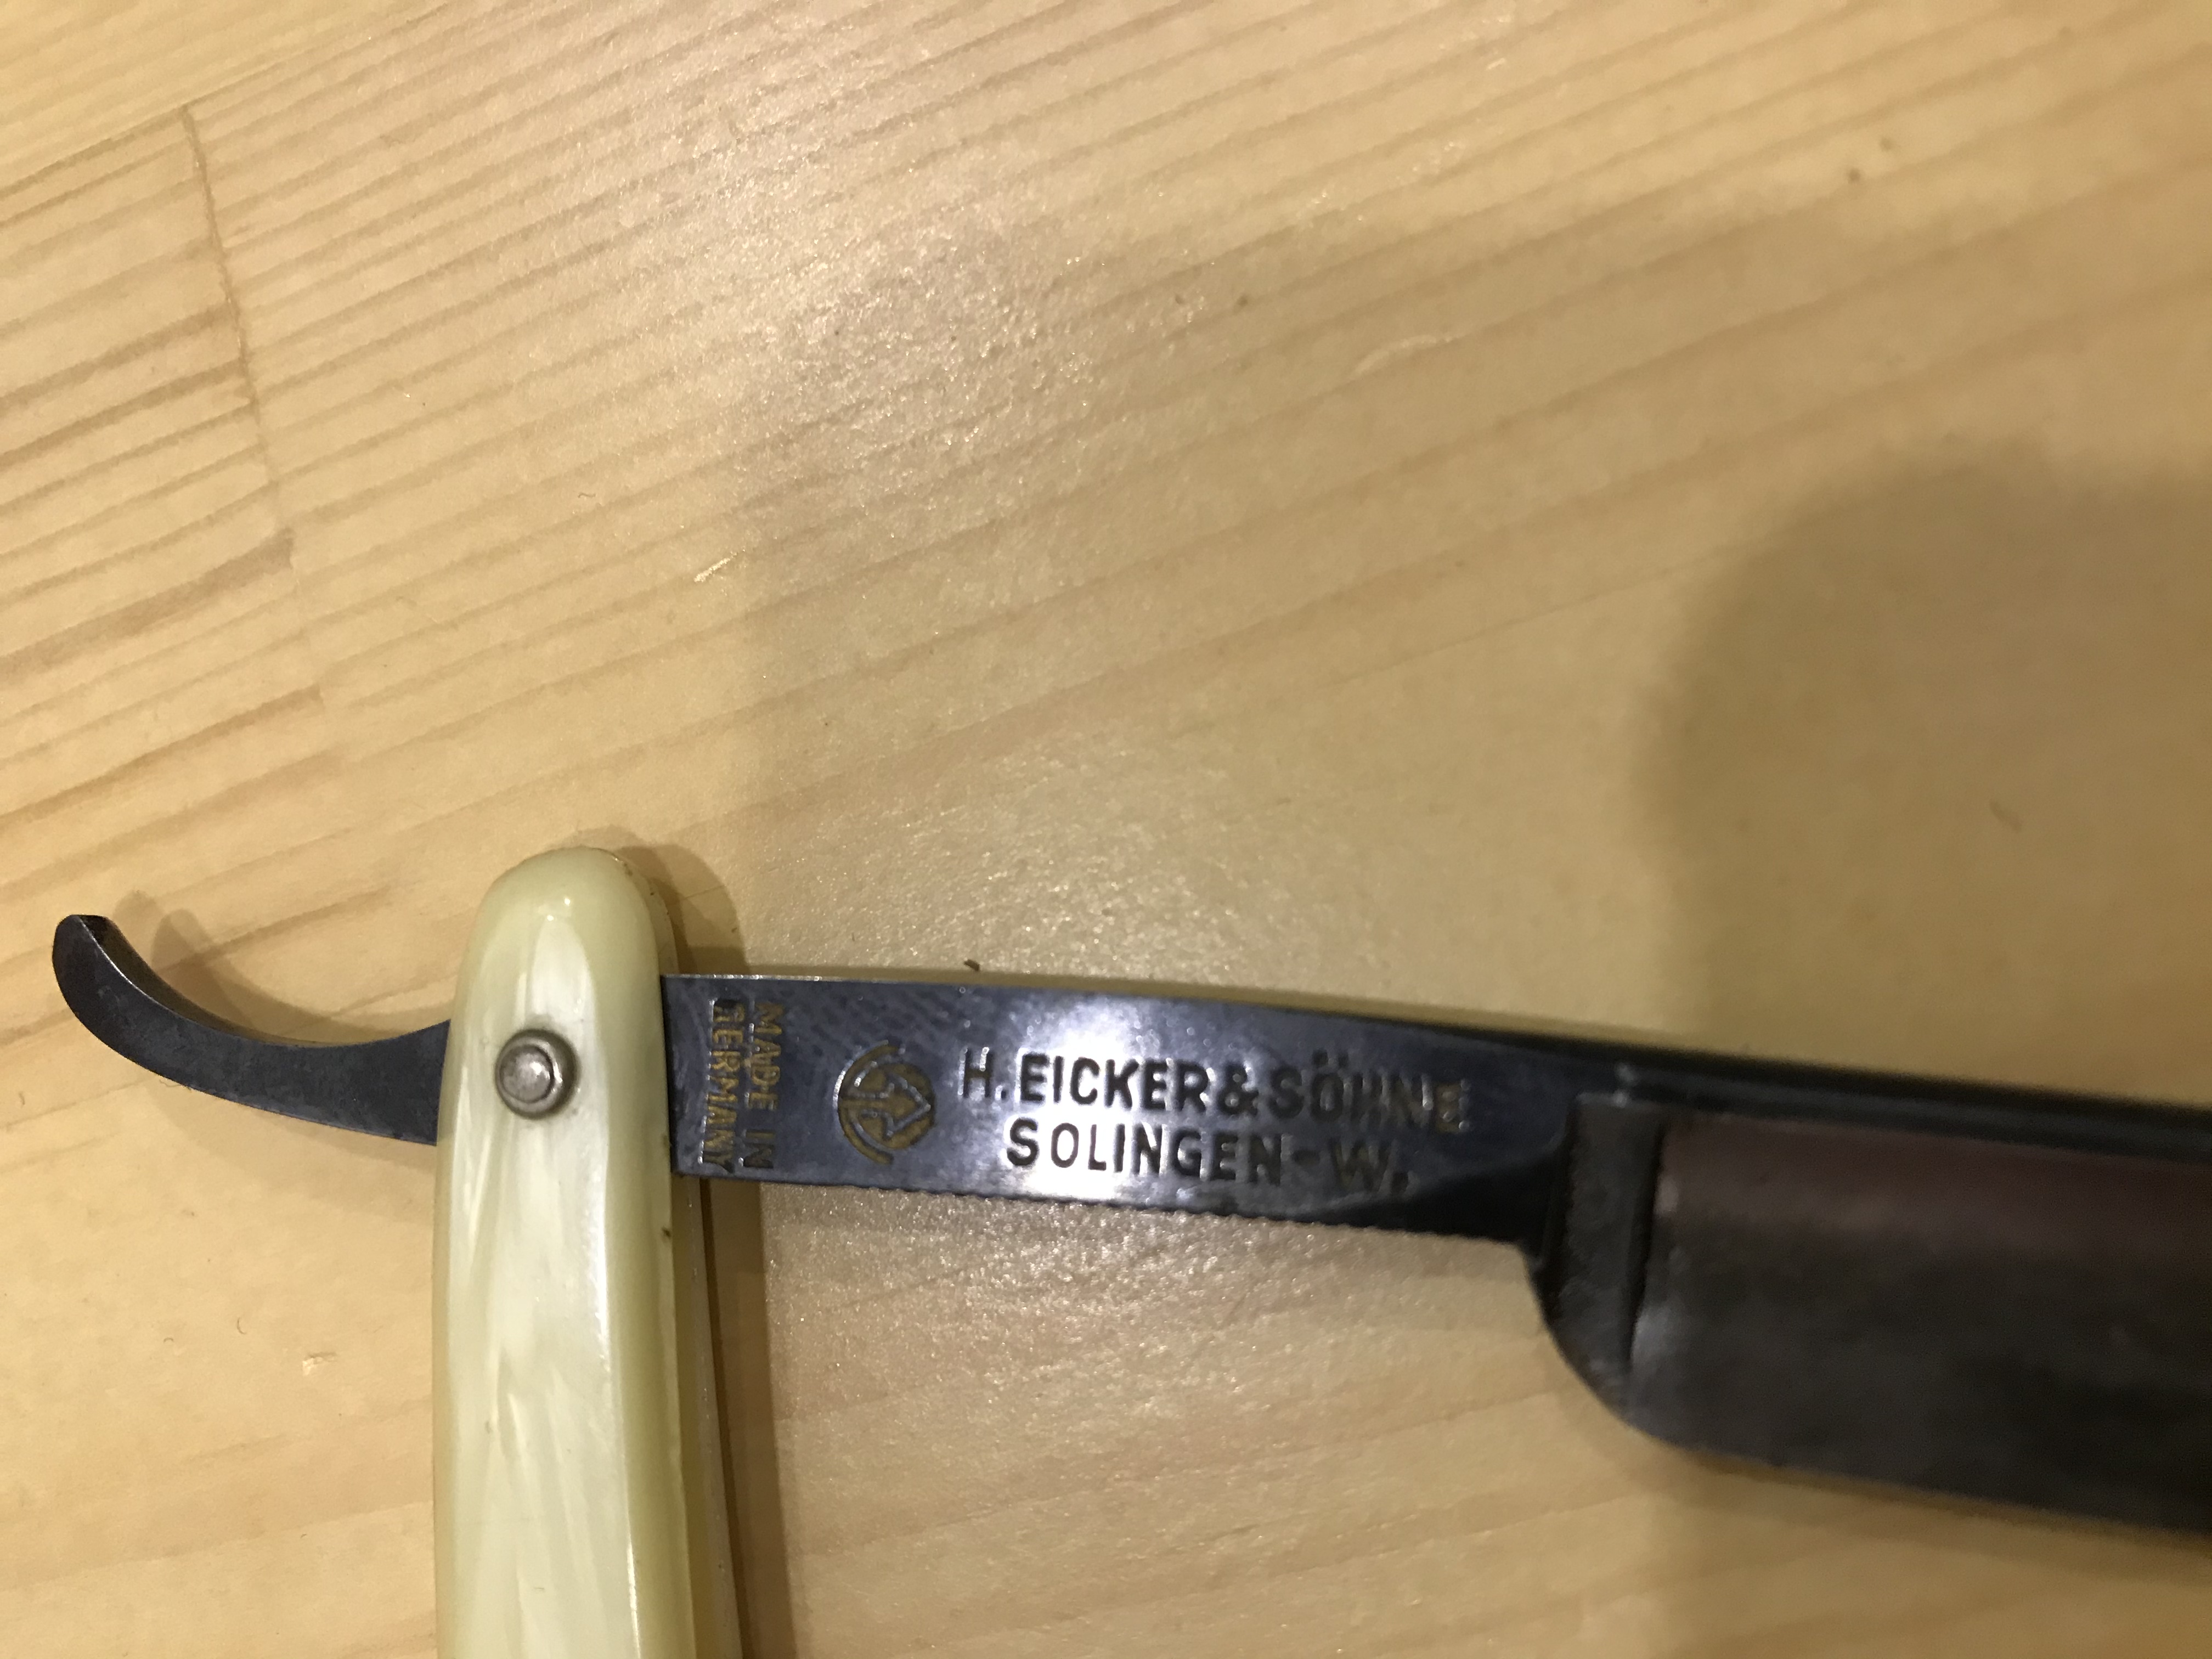 MADE IN
GERMANY
H. EICKER & SÖHNE
SOLINGEN-W.